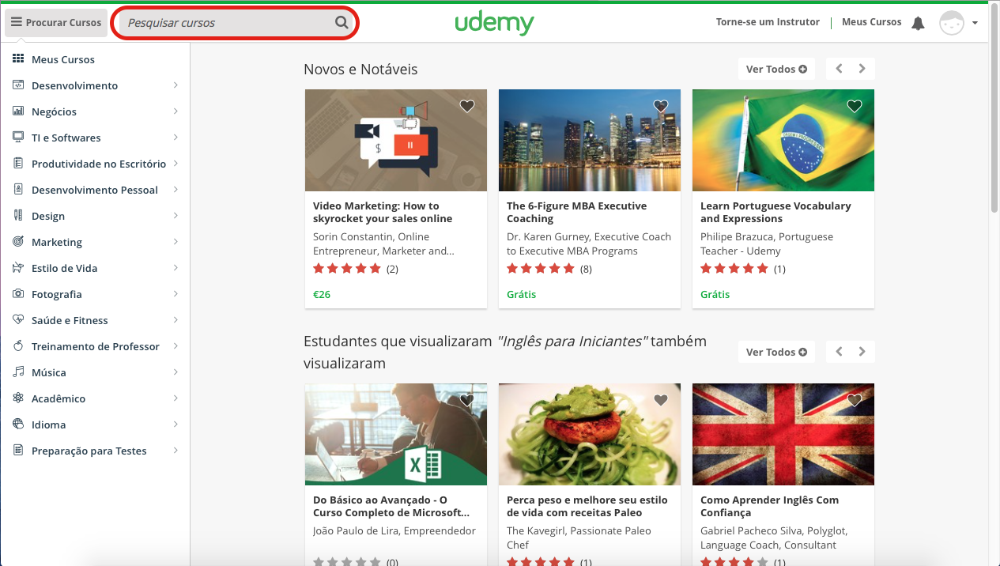 Procurar Cursos
Pesquisar cursos
udemy
Torne-se um Instrutor
Meus Cursos
Meus Cursos
Desenvolvimento
Negócios
TI e Softwares
Produtividade no Escritório
Desenvolvimento Pessoal
Design
Marketing
Estilo de Vida
Fotografia
Saúde e Fitness
Treinamento de Professor
Música
Acadêmico
Idioma
Preparação para Testes
Novos e Notáveis
Ver Todos
$
Video Marketing: How to
skyrocket your sales online
Sorin Constantin, Online
Entrepreneur, Marketer and...
(2)
€26
The 6-Figure MBA Executive
Coaching
Dr. Karen Gurney, Executive Coach
to Executive MBA Programs
(8)
Grátis
ORDEM E PROGRESSO
Learn Portuguese Vocabulary
and Expressions
Philipe Brazuca, Portuguese
Teacher - Udemy
(1)
Grátis
Estudantes que visualizaram "Inglês para Iniciantes" também
visualizaram
Ver Todos
X
Do Básico ao Avançado - O
Curso Completo de Microsoft...
João Paulo de Lira, Empreendedor
(0)
Perca peso e melhore seu estilo
de vida com receitas Paleo
The Kavegirl, Passionate Paleo
Chef
(1)
Como Aprender Inglês Com
Confiança
Gabriel Pacheco Silva, Polyglot,
Language Coach, Consultant
(1)